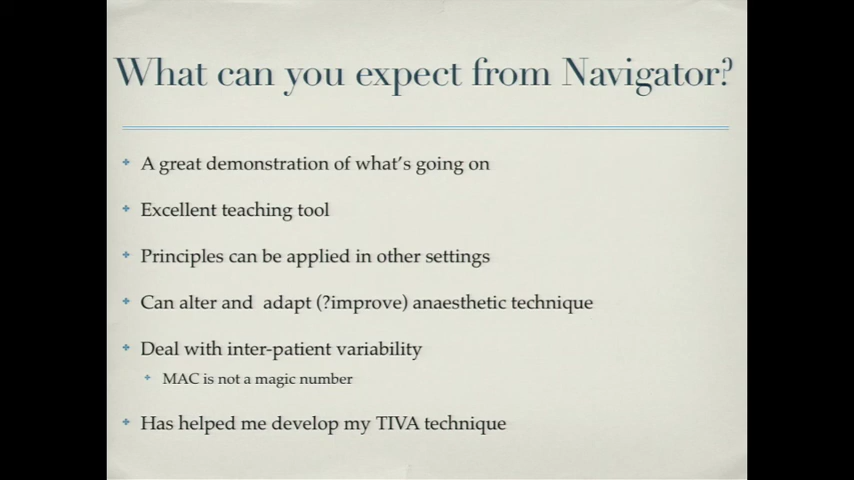 What can you expect from Navigator?
A great demonstration of what's going on
Excellent teaching tool
Principles can be applied in other settings
Can alter and adapt (?improve) anaesthetic technique
Deal with inter-patient variability
MAC is not a magic number
Has helped me develop my TIVA technique